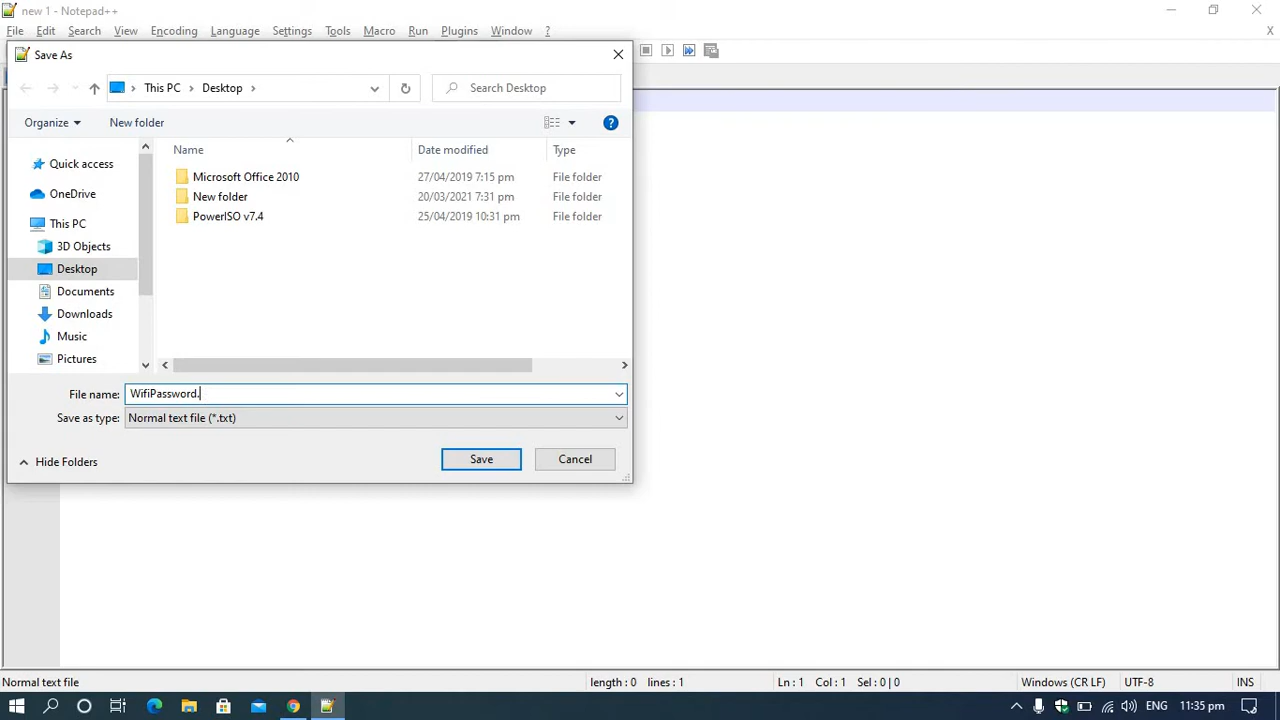 new 1 - Notepad++
File Edit Search View Encoding Language Settings Tools Macro Run Plugins Window ? X
Save As
This PC Desktop
Search Desktop
Organize New folder
Name Date modified Type
Microsoft Office 2010 27/04/2019 7:15 pm File folder
New folder 20/03/2021 7:31 pm File folder
PowerISO v7.4 25/04/2019 10:31 pm File folder
Quick access
OneDrive
This PC
3D Objects
Desktop
Documents
Downloads
Music
Pictures
File name: WifiPassword.
Save as type: Normal text file (*.txt)
Hide Folders
Save Cancel
Normal text file length : 0 lines : 1 Ln : 1 Col : 1 Sel : 0 | 0 Windows (CR LF) UTF-8 INS
ENG 11:35 pm